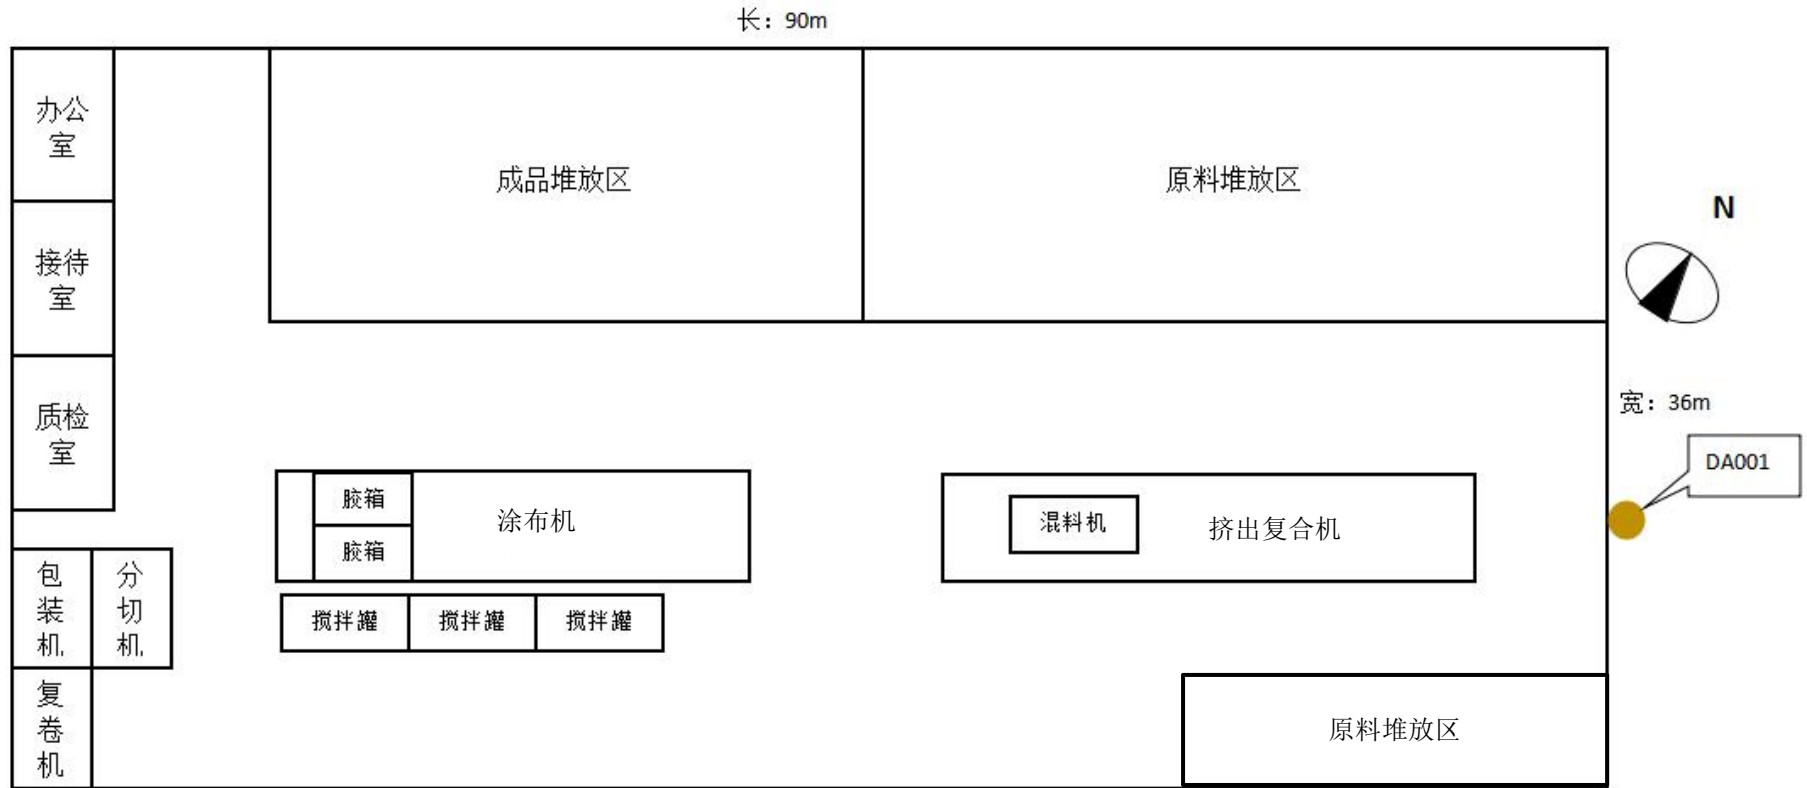 长：90m
办公
室
成品堆放区
原料堆放区
N
接待
室
宽：36m
质检
室
DA001
胶箱
涂布机
混料机
挤出复合机
胶箱
包
装
机
分
切
机
搅拌罐
搅拌罐
搅拌罐
复
卷
机
原料堆放区